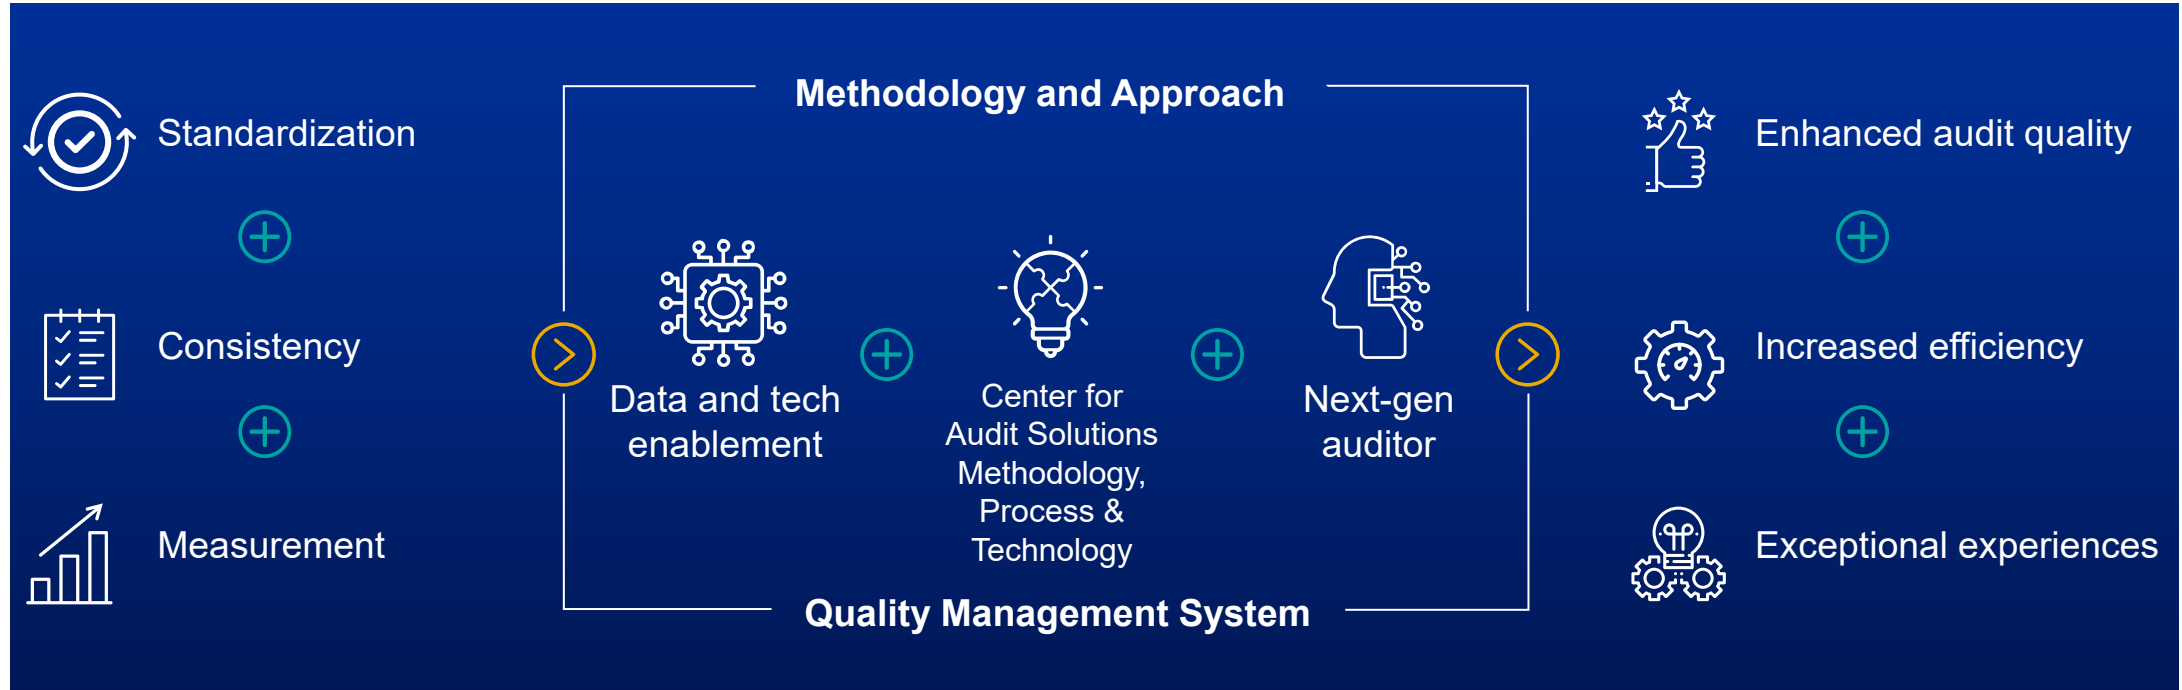 Standardization
Consistency
Measurement
Methodology and Approach
Data and tech
enablement
Center for
Audit Solutions
Methodology,
Process &
Technology
Next-gen
auditor
Quality Management System
Enhanced audit quality
Increased efficiency
Exceptional experiences